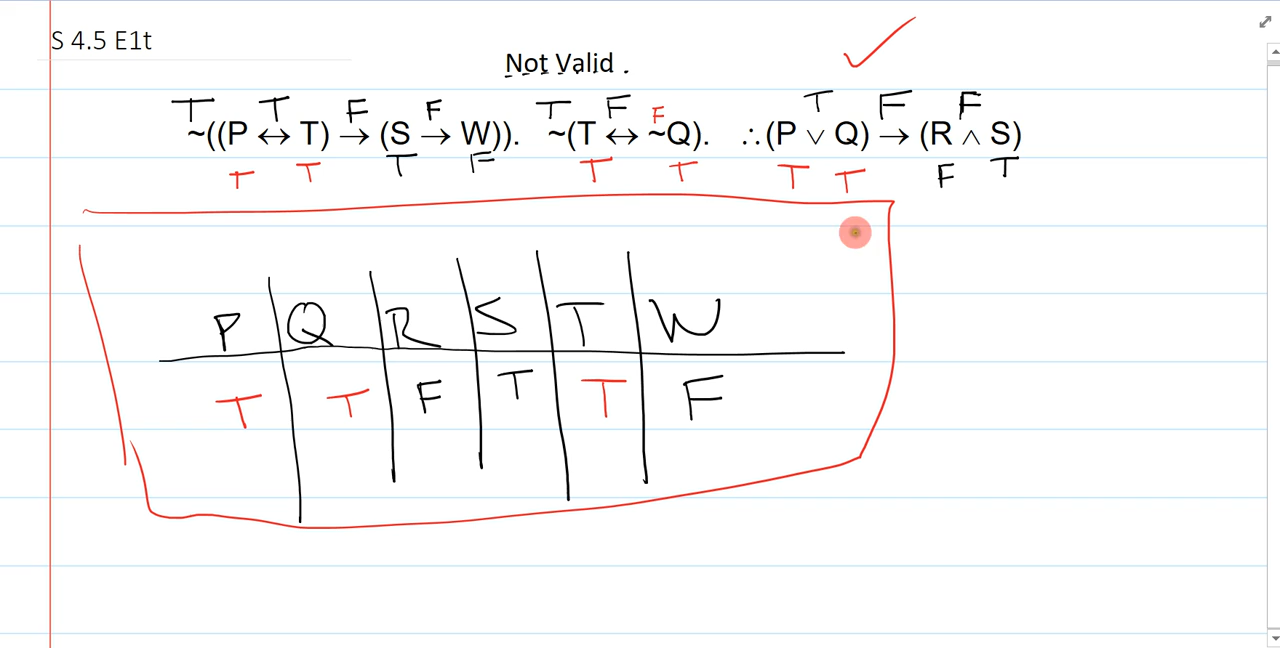 S 4.5 E1t
Not Valid .
T T F F T F F T F F
~((P ↔ T) → (S → W)). ~(T ↔ ~Q). ∴(P ∨ Q) → (R ∧ S)
T T T F T T T T F T
P Q R S T W
T T F T T F